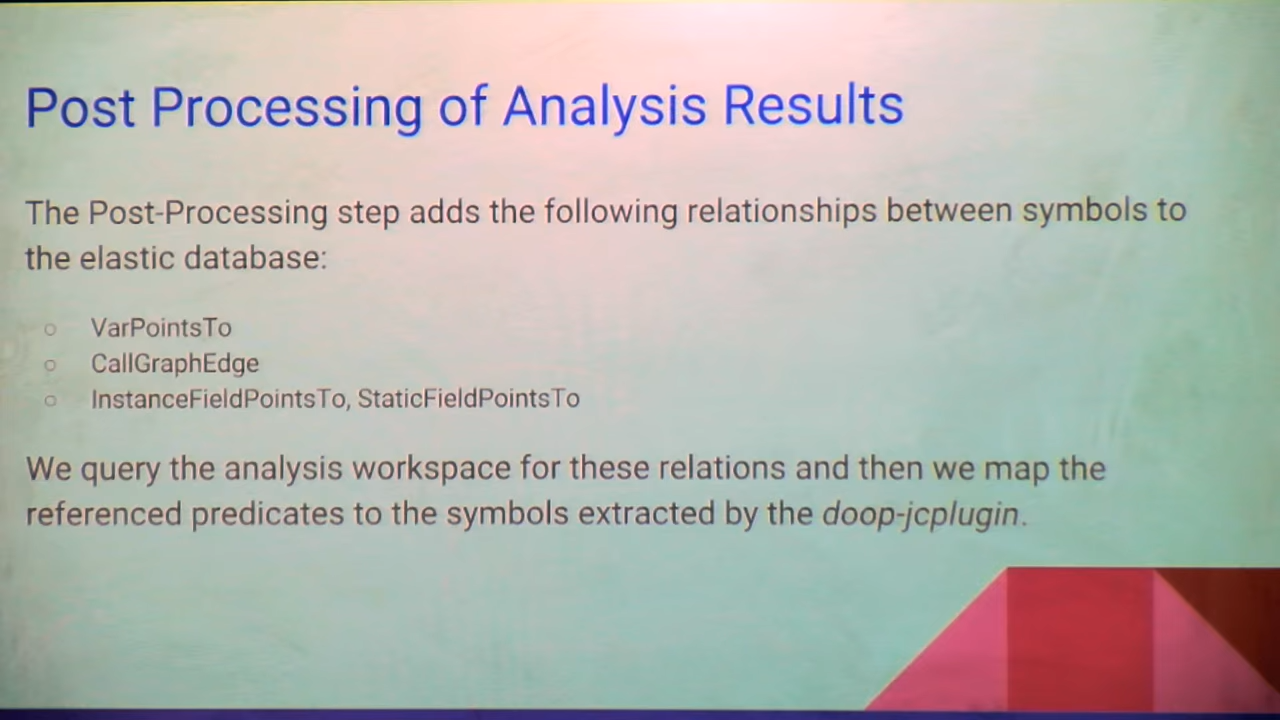 Post Processing of Analysis Results
The Post-Processing step adds the following relationships between symbols to
the elastic database:
○ VarPointsTo
○ CallGraphEdge
○ InstanceFieldPointsTo, StaticFieldPointsTo
We query the analysis workspace for these relations and then we map the
referenced predicates to the symbols extracted by the doop-jcplugin.